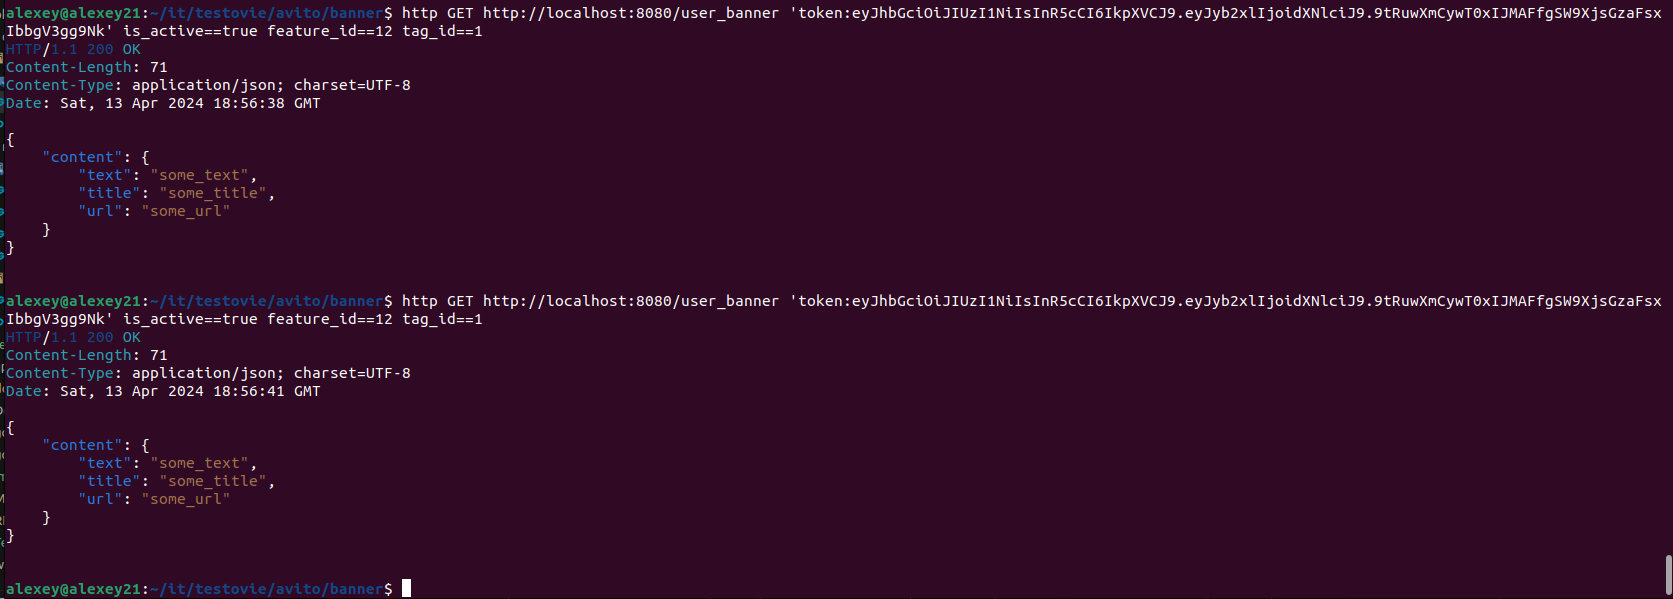 alexey@alexey21:~/it/testovie/avito/banner$ http GET http://localhost:8080/user_banner 'token:eyJhbGciOiJIUzI1NiIsInR5cCI6IkpXVCJ9.eyJyb2xlIjoidXNlciJ9.9tRuwXmCywT0xIJMAFfgSW9XjsGzaFsx
IbbgV3gg9Nk' is_active==true feature_id==12 tag_id==1
HTTP/1.1 200 OK
Content-Length: 71
Content-Type: application/json; charset=UTF-8
Date: Sat, 13 Apr 2024 18:56:38 GMT
{
    "content": {
        "text": "some_text",
        "title": "some_title",
        "url": "some_url"
    }
}
alexey@alexey21:~/it/testovie/avito/banner$ http GET http://localhost:8080/user_banner 'token:eyJhbGciOiJIUzI1NiIsInR5cCI6IkpXVCJ9.eyJyb2xlIjoidXNlciJ9.9tRuwXmCywT0xIJMAFfgSW9XjsGzaFsx
IbbgV3gg9Nk' is_active==true feature_id==12 tag_id==1
HTTP/1.1 200 OK
Content-Length: 71
Content-Type: application/json; charset=UTF-8
Date: Sat, 13 Apr 2024 18:56:41 GMT
{
    "content": {
        "text": "some_text",
        "title": "some_title",
        "url": "some_url"
    }
}
alexey@alexey21:~/it/testovie/avito/banner$